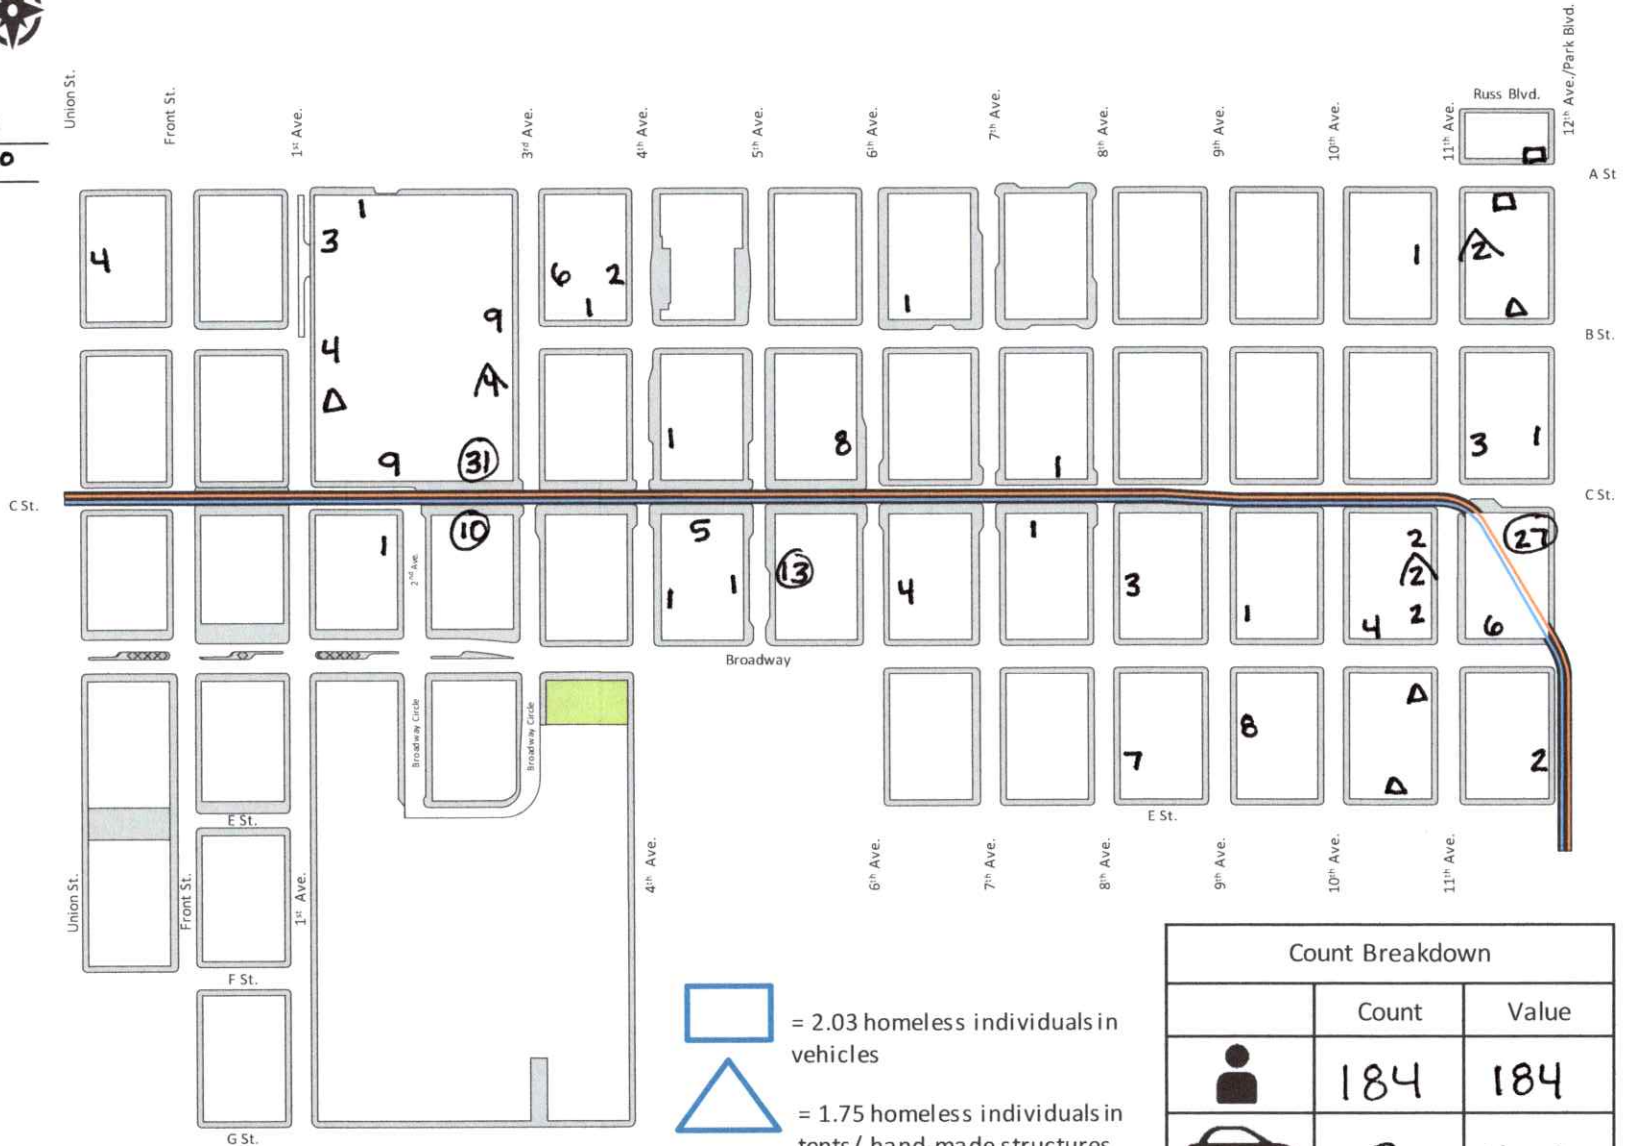 Union St.
Front St.
1st Ave.
3rd Ave.
4th Ave.
5th Ave.
6th Ave.
7th Ave.
8th Ave.
9th Ave.
10th Ave.
11th Ave.
Russ Blvd.
12th Ave./Park Blvd.
A St
1
3
4
6 2
1
9
4
4
1
1
2
B St.
9
31
1
8
1
3 1
C St.
C St.
1
2nd Ave.
10
5
1 1
13
4
1
3
1
2
2
4 2
27
6
Broadway
Broadway Circle
Broadway Circle
7
8
2
E St.
E St.
Union St.
Front St.
1st Ave.
4th Ave.
6th Ave.
7th Ave.
8th Ave.
9th Ave.
10th Ave.
11th Ave.
F St.
G St.
= 2.03 homeless individuals in
vehicles
= 1.75 homeless individuals in
tents/ hand-made structures
Count Breakdown
Count Value
184 184